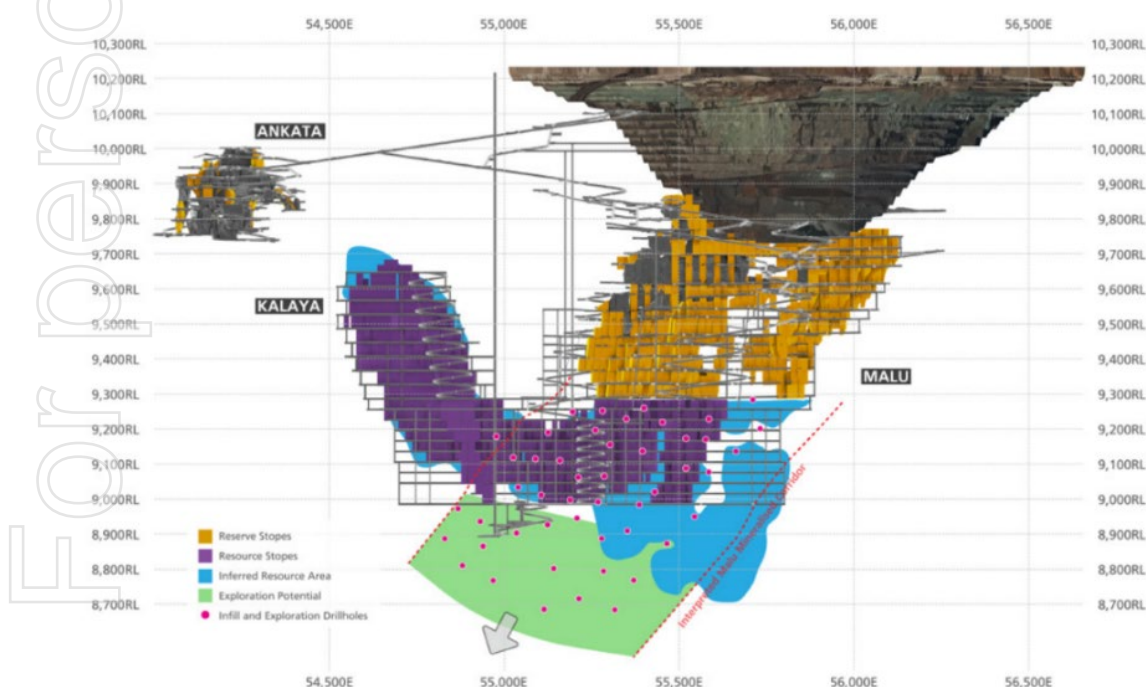 54,500E 55,000E 55,500E 56,000E 56,500E
10,300RL 10,300RL
10,200RL 10,200RL
10,100RL 10,100RL
ANKATA
10,000RL 10,000RL
9,900RL 9,900RL
9,800RL 9,800RL
9,700RL 9,700RL
9,600RL 9,600RL
KALAYA
9,500RL 9,500RL
9,400RL 9,400RL
MALU
9,300RL 9,300RL
9,200RL 9,200RL
9,100RL 9,100RL
9,000RL 9,000RL
8,900RL 8,900RL
8,800RL 8,800RL
8,700RL 8,700RL
Reserve Stopes
Resource Stopes
Inferred Resource Area
Exploration Potential
Infill and Exploration Drillholes
Interpreted Malu Mineralised Corridor
54,500E 55,000E 55,500E 56,000E 56,500E
For perso